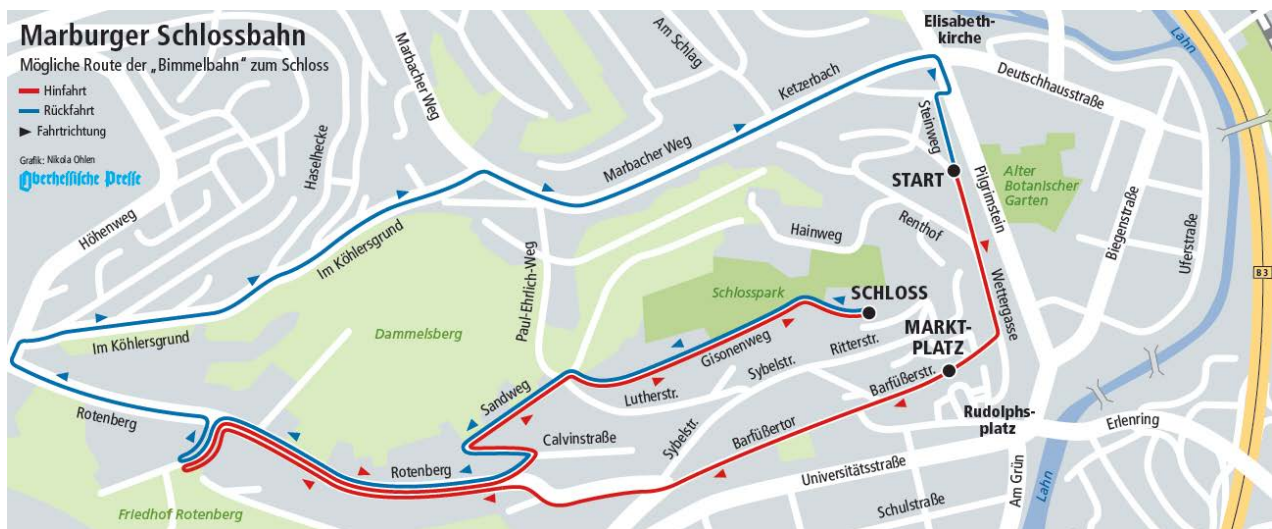 Marburger Schlossbahn
Mögliche Route der „Bimmelbahn“ zum Schloss
Hinfahrt
Rückfahrt
Fahrtrichtung
Grafik: Nikola Ohlen
Oberhessische Presse
Elisabeth-
kirche
Lahn
Am Schlag
Marbacher Weg
Ketzerbach
Deutschhausstraße
Steinweg
Haselhecke
Marbacher Weg
START
Pilgrimstein
Alter
Botanischer
Garten
Höhenweg
Im Köhlersgrund
Hainweg
Renthof
Biegenstraße
Uferstraße
B 3
Paul-Ehrlich-Weg
Schlosspark
SCHLOSS
Wettergasse
Im Köhlersgrund
Dammelsberg
MARKT-
PLATZ
Gisonenweg
Ritterstr.
Sybelstr.
Lutherstr.
Barfüßerstr.
Sandweg
Rotenberg
Rudolphs-
platz
Erlenring
Calvinstraße
Sybelstr.
Barfüßertor
Rotenberg
Universitätsstraße
Am Grün
Lahn
Schulstraße
Friedhof Rotenberg